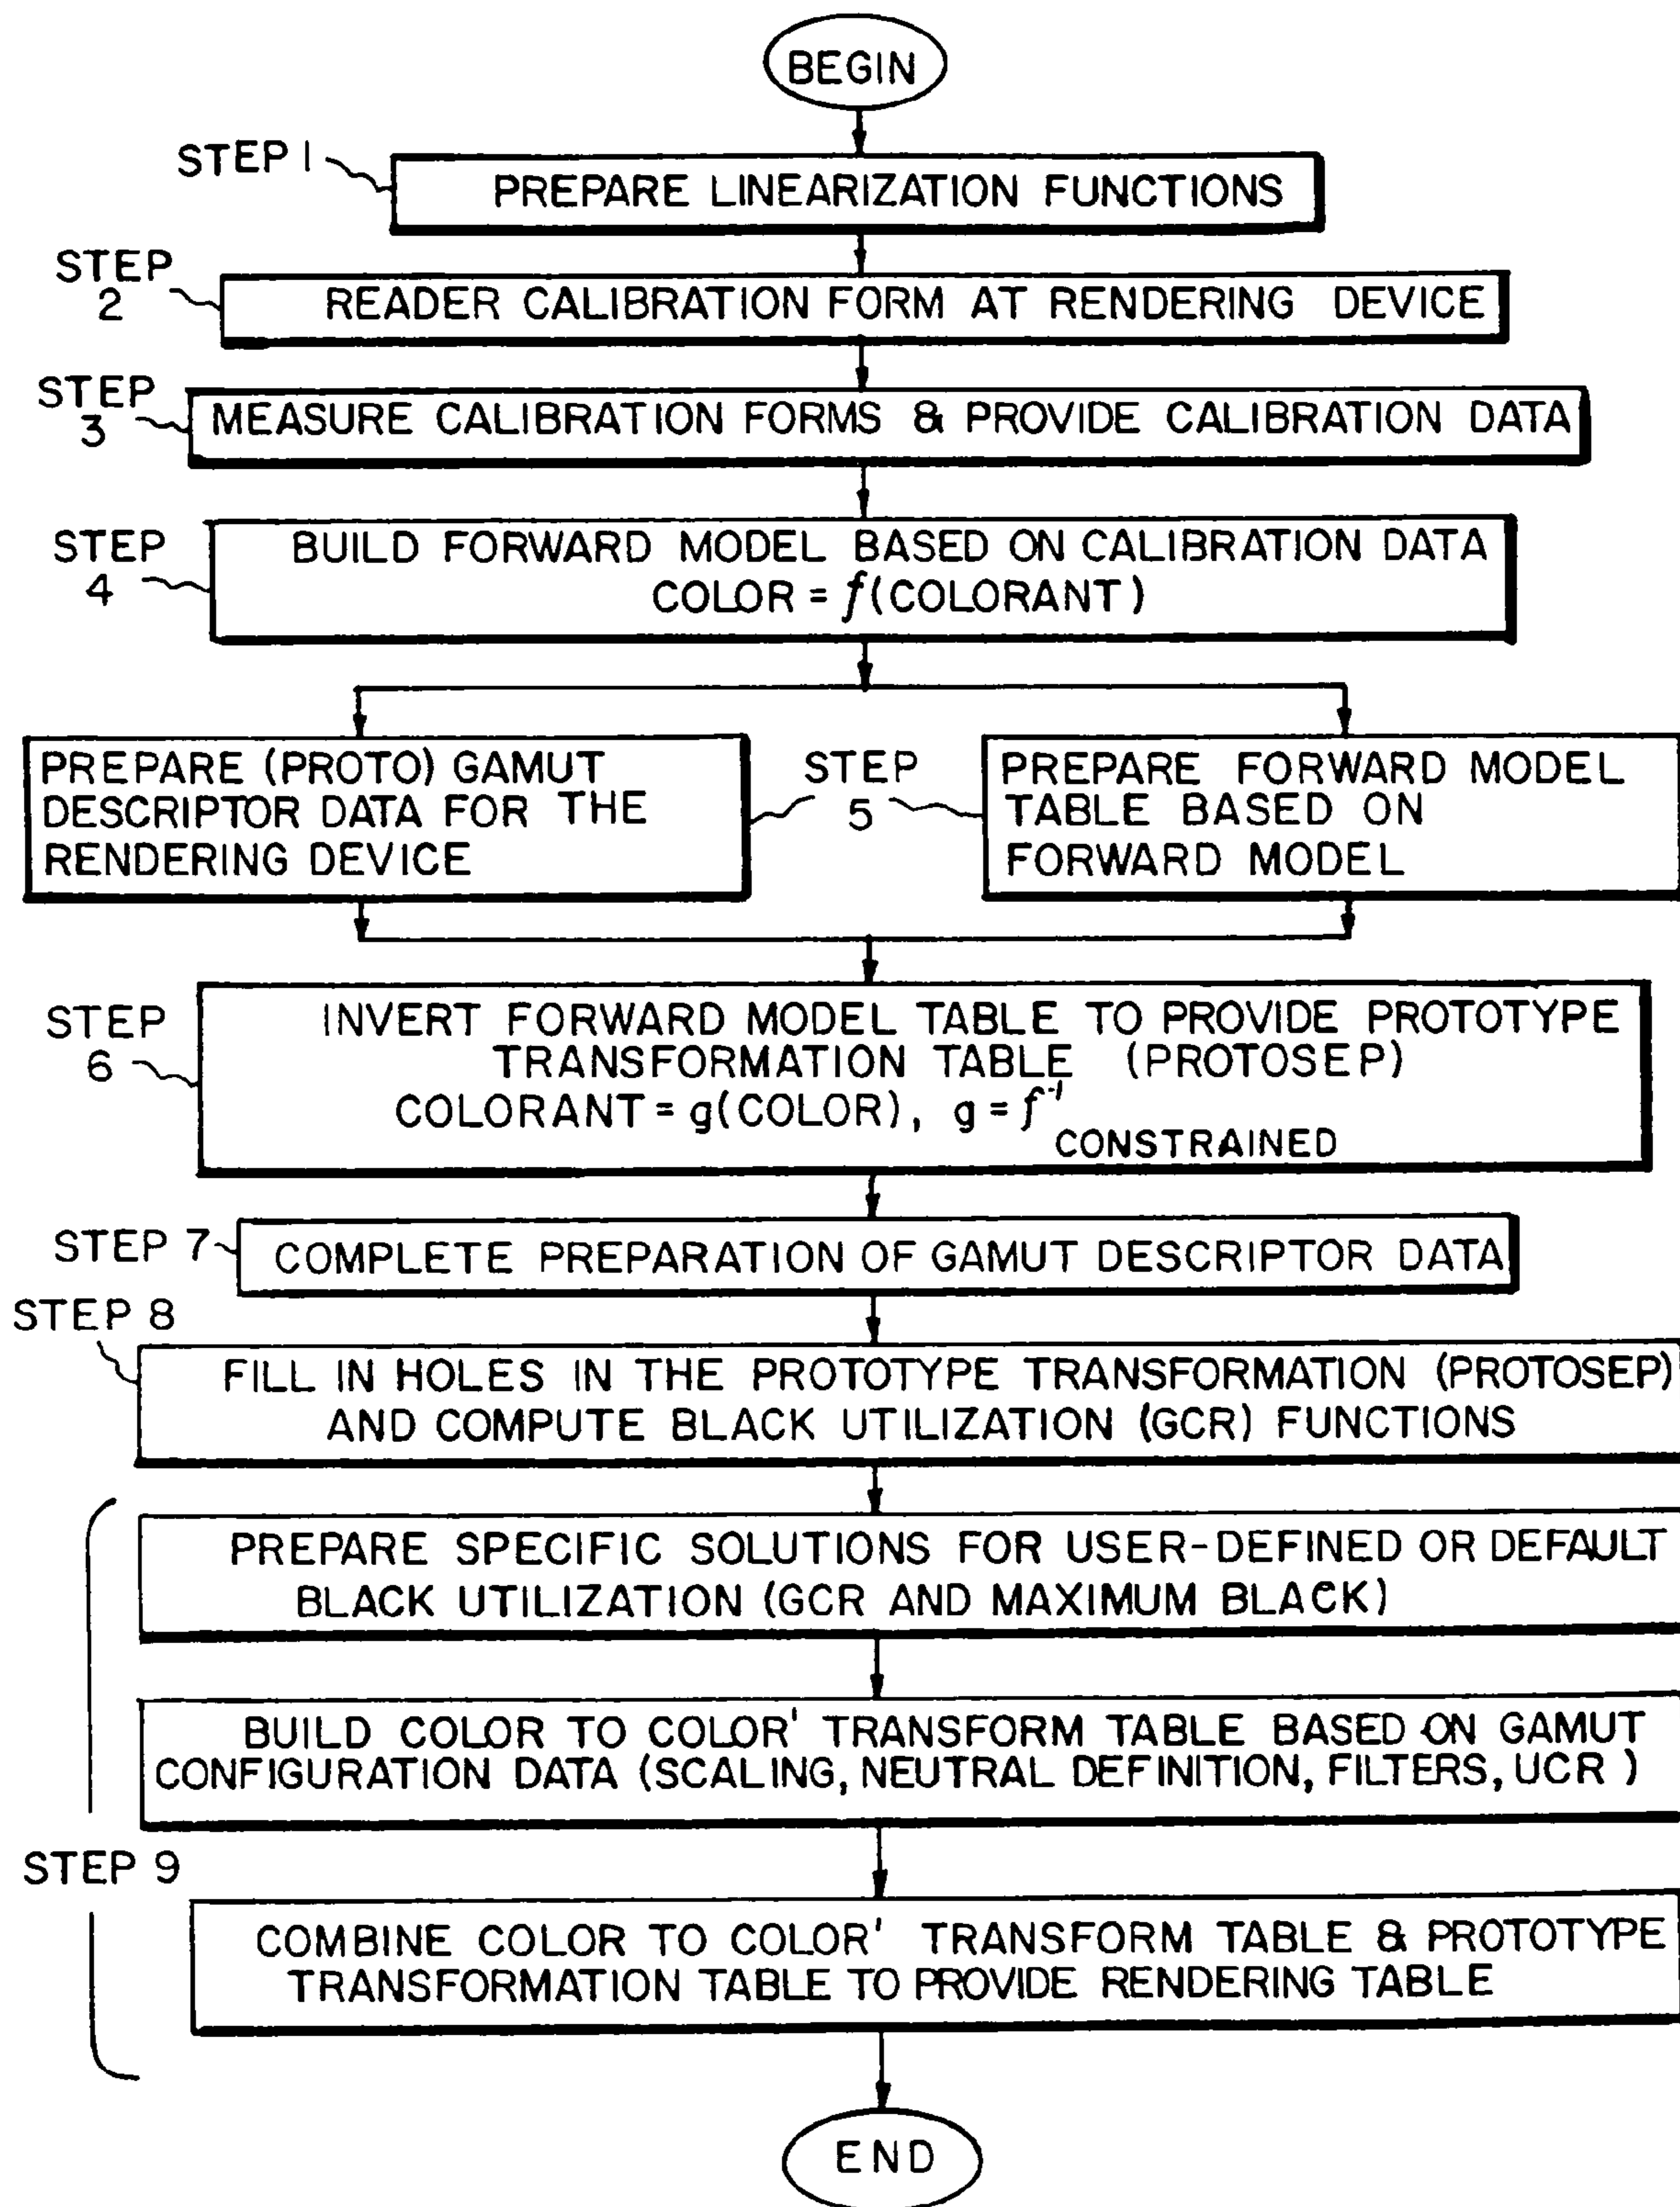 BEGIN
STEP 1
PREPARE LINEARIZATION FUNCTIONS
STEP
2
READER CALIBRATION FORM AT RENDERING DEVICE
STEP
3
MEASURE CALIBRATION FORMS & PROVIDE CALIBRATION DATA
STEP
4
BUILD FORWARD MODEL BASED ON CALIBRATION DATA
COLOR = f(COLORANT)
PREPARE (PROTO) GAMUT
DESCRIPTOR DATA FOR THE
RENDERING DEVICE
STEP
5
PREPARE FORWARD MODEL
TABLE BASED ON
FORWARD MODEL
STEP
6
INVERT FORWARD MODEL TABLE TO PROVIDE PROTOTYPE
TRANSFORMATION TABLE (PROTOSEP)
COLORANT = g(COLOR), g = f⁻¹
CONSTRAINED
STEP 7
COMPLETE PREPARATION OF GAMUT DESCRIPTOR DATA
STEP 8
FILL IN HOLES IN THE PROTOTYPE TRANSFORMATION (PROTOSEP)
AND COMPUTE BLACK UTILIZATION (GCR) FUNCTIONS
PREPARE SPECIFIC SOLUTIONS FOR USER-DEFINED OR DEFAULT
BLACK UTILIZATION (GCR AND MAXIMUM BLACK)
BUILD COLOR TO COLOR' TRANSFORM TABLE BASED ON GAMUT
CONFIGURATION DATA (SCALING, NEUTRAL DEFINITION, FILTERS, UCR )
STEP 9
COMBINE COLOR TO COLOR' TRANSFORM TABLE & PROTOTYPE
TRANSFORMATION TABLE TO PROVIDE RENDERING TABLE
END